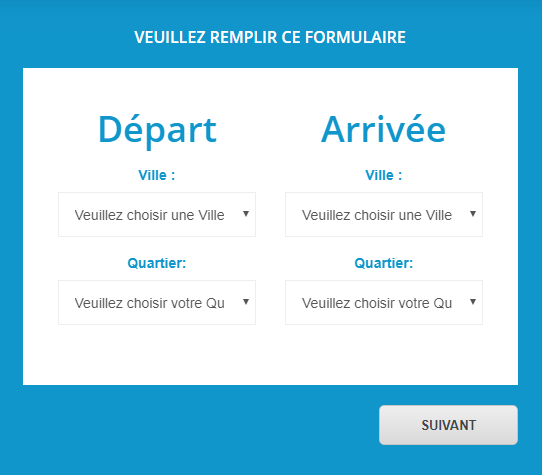 VEUILLEZ REMPLIR CE FORMULAIRE
Départ
Arrivée
Ville :
Ville :
Veuillez choisir une Ville
Veuillez choisir une Ville
Quartier:
Quartier:
Veuillez choisir votre Qu
Veuillez choisir votre Qu
SUIVANT